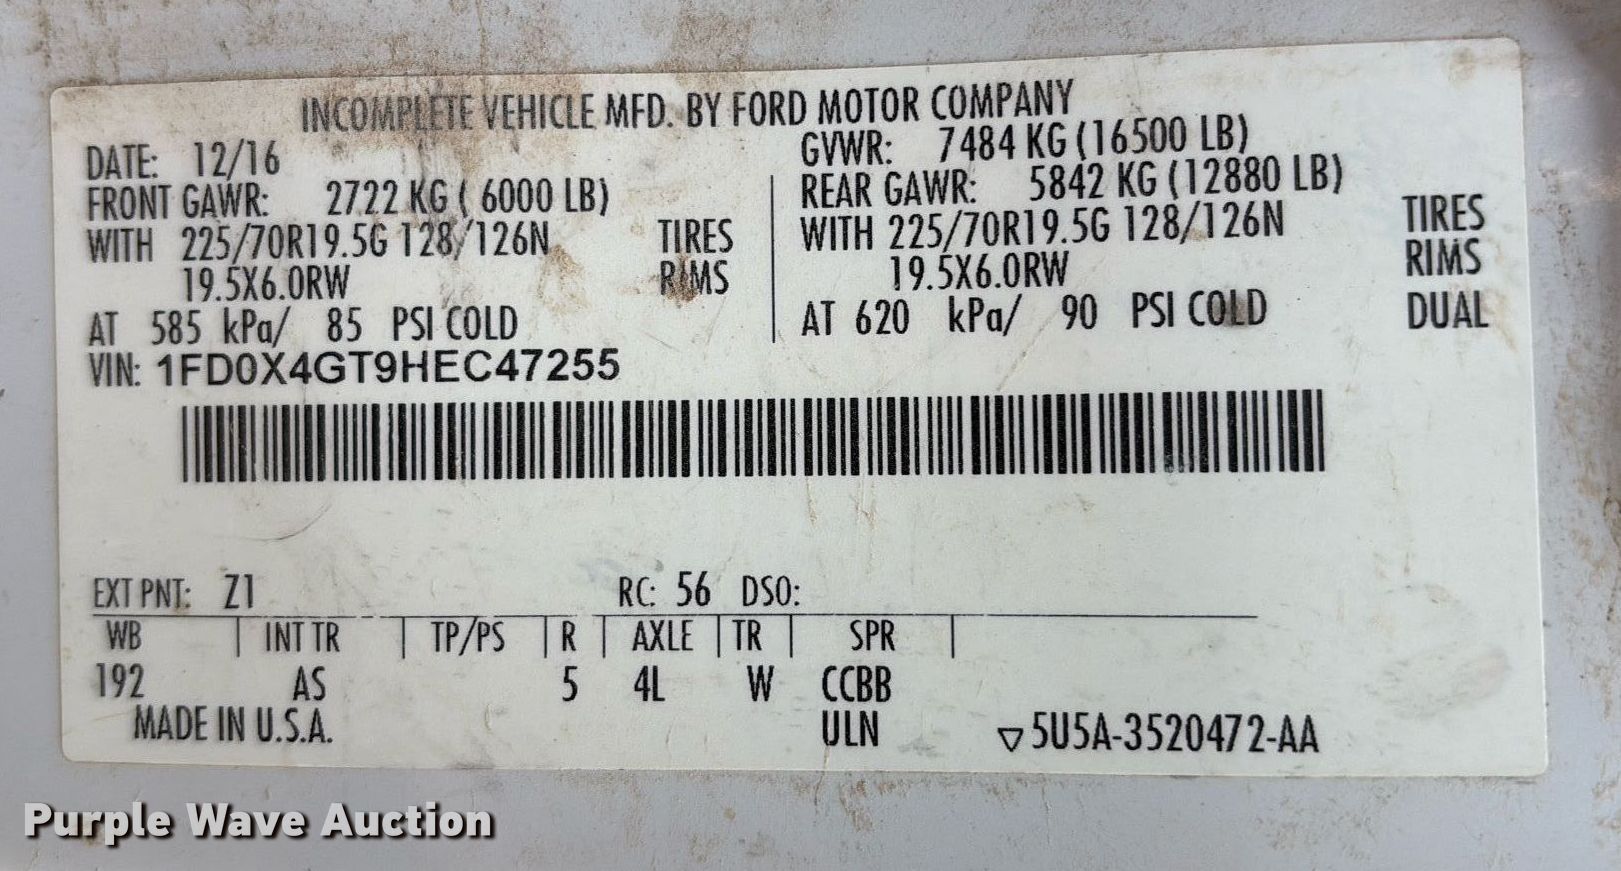 INCOMPLETE VEHICLE MFD. BY FORD MOTOR COMPANY
DATE: 12/16
GVWR: 7484 KG (16500 LB)
FRONT GAWR: 2722 KG ( 6000 LB)
REAR GAWR: 5842 KG (12880 LB)
WITH 225/70R19.5G 128/126N TIRES
WITH 225/70R19.5G 128/126N TIRES
19.5X6.0RW RIMS
19.5X6.0RW RIMS
AT 585 kPa/ 85 PSI COLD
AT 620 kPa/ 90 PSI COLD DUAL
VIN: 1FD0X4GT9HEC47255
EXT PNT: Z1 RC: 56 DSO:
WB | INT TR | TP/PS | R | AXLE | TR | SPR |
192 AS 5 4L W CCBB
MADE IN U.S.A. ULN ▽5U5A-3520472-AA
Purple Wave Auction